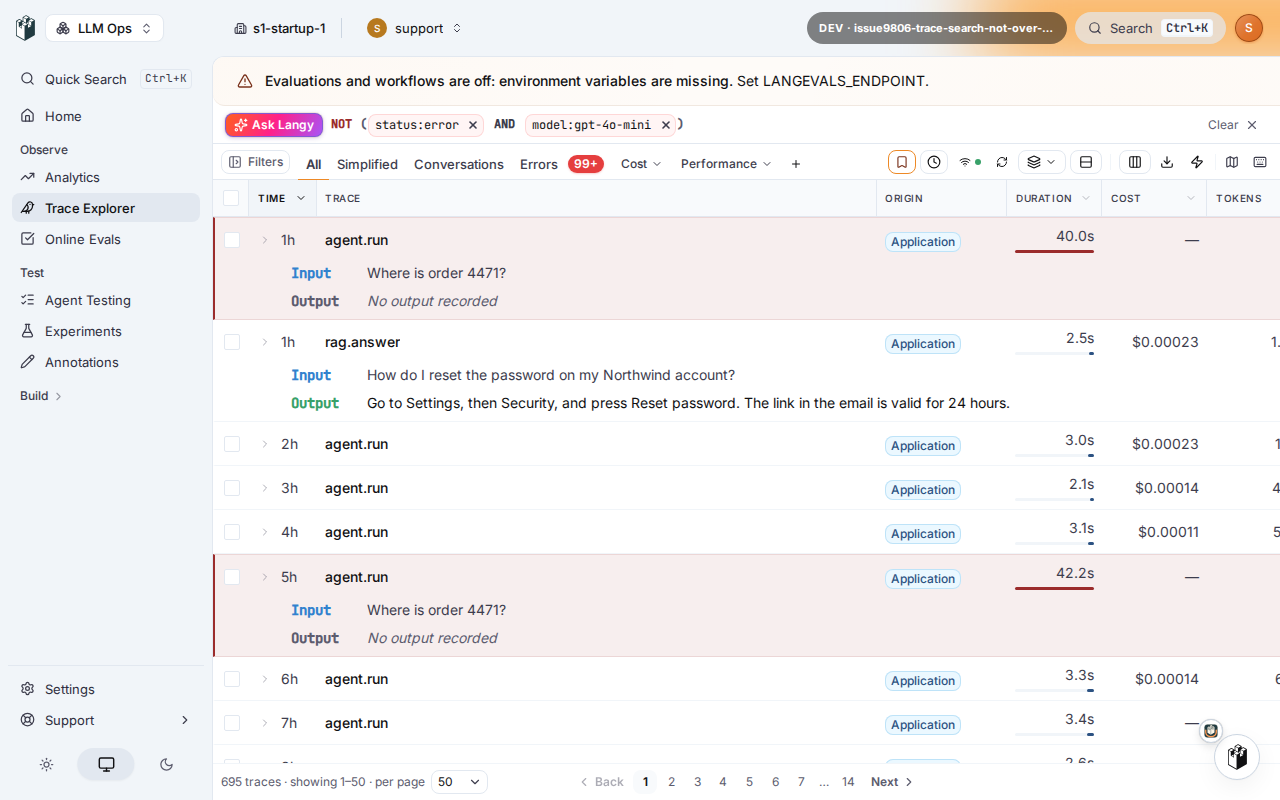 LLM Ops
s1-startup-1
S support
DEV · issue9806-trace-search-not-over-...
Search Ctrl+K
S
Quick Search Ctrl+K
Home
Observe
Analytics
Trace Explorer
Online Evals
Test
Agent Testing
Experiments
Annotations
Build
Settings
Support
Evaluations and workflows are off: environment variables are missing. Set LANGEVALS_ENDPOINT.
Ask Langy NOT ( status:error × AND model:gpt-4o-mini × )
Clear ×
Filters All Simplified Conversations Errors 99+ Cost Performance +
TIME TRACE ORIGIN DURATION COST TOKENS
1h agent.run Application 40.0s —
Input Where is order 4471?
Output No output recorded
1h rag.answer Application 2.5s $0.00023 1.
Input How do I reset the password on my Northwind account?
Output Go to Settings, then Security, and press Reset password. The link in the email is valid for 24 hours.
2h agent.run Application 3.0s $0.00023 1
3h agent.run Application 2.1s $0.00014 4
4h agent.run Application 3.1s $0.00011 5
5h agent.run Application 42.2s —
Input Where is order 4471?
Output No output recorded
6h agent.run Application 3.3s $0.00014 6
7h agent.run Application 3.4s —
695 traces · showing 1–50 · per page 50
Back 1 2 3 4 5 6 7 ... 14 Next